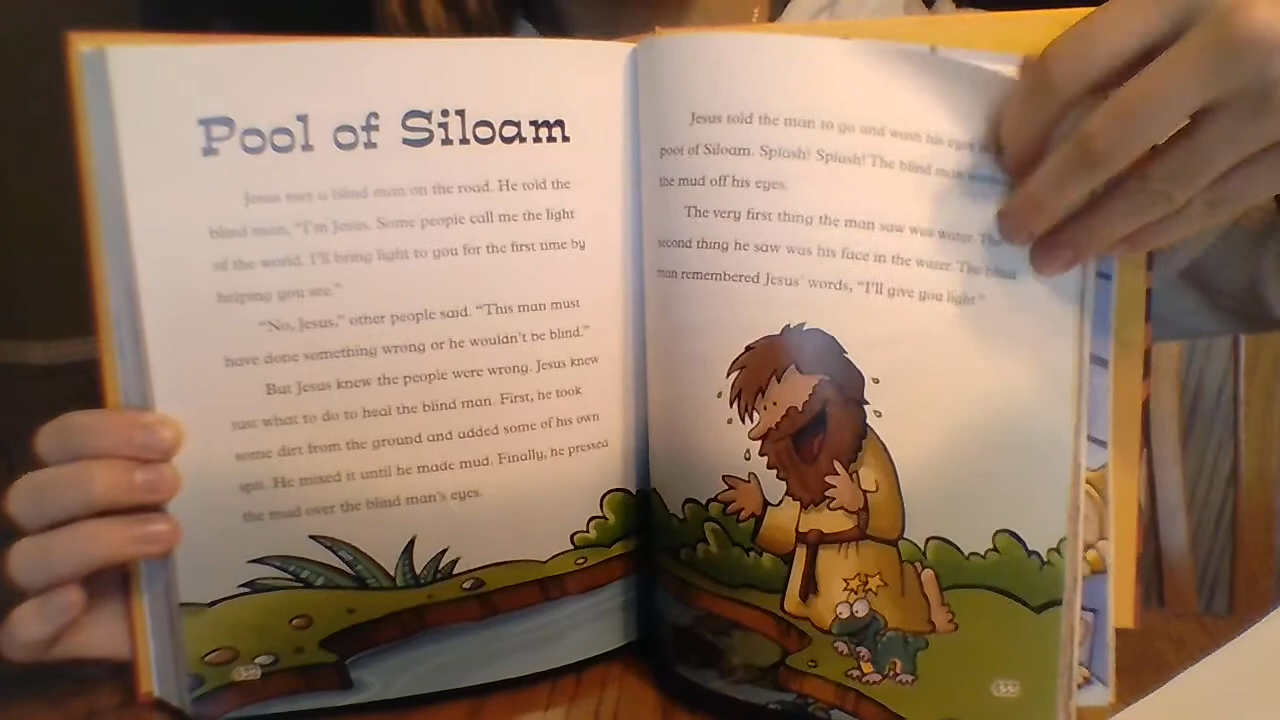 Pool of Siloam
Jesus met a blind man on the road. He told the
blind man, "I'm Jesus. Some people call me the light
of the world. I'll bring light to you for the first time by
helping you see."
"No, Jesus," other people said. "This man must
have done something wrong or he wouldn't be blind."
But Jesus knew the people were wrong. Jesus knew
just what to do to heal the blind man. First, he took
some dirt from the ground and added some of his own
spit. He mixed it until he made mud. Finally, he pressed
the mud over the blind man's eyes.
Jesus told the man to go and wash his eyes
pool of Siloam. Splash! Splash! The blind man
the mud off his eyes.
The very first thing the man saw was water. The
second thing he saw was his face in the water. The blind
man remembered Jesus' words, "I'll give you light."